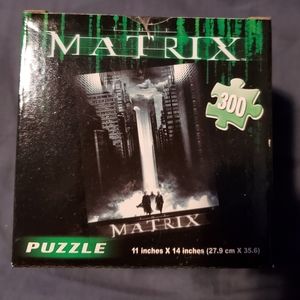 MATRIX
300
MATRIX
PUZZLE
11 inches X 14 inches (27.9 cm X 35.6)